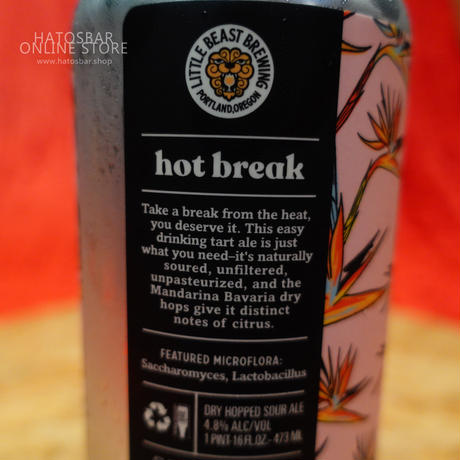 HATOSBAR
ONLINE STORE
www.hatosbar.shop
LITTLE BEAST BREWING
PORTLAND, OREGON
hot break
Take a break from the heat,
you deserve it. This easy
drinking tart ale is just
what you need–it's naturally
soured, unfiltered,
unpasteurized, and the
Mandarina Bavaria dry
hops give it distinct
notes of citrus.
FEATURED MICROFLORA:
Saccharomyces, Lactobacillus
DRY HOPPED SOUR ALE
4.8% ALC/VOL
1 PINT·16 FL.OZ.·473 ML